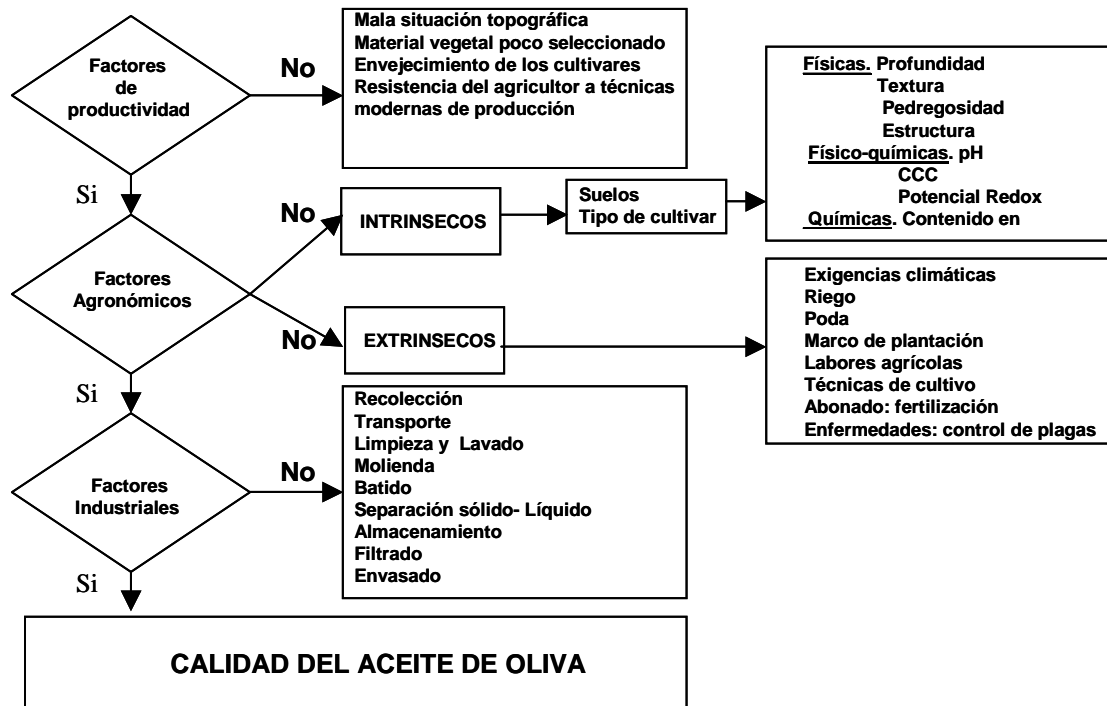 Factores
de
productividad
No
Mala situación topográfica
Material vegetal poco seleccionado
Envejecimiento de los cultivares
Resistencia del agricultor a técnicas
modernas de producción
Si
Factores
Agronómicos
No
INTRINSECOS
Suelos
Tipo de cultivar
Físicas. Profundidad
Textura
Pedregosidad
Estructura
Físico-químicas. pH
CCC
Potencial Redox
Químicas. Contenido en
No
EXTRINSECOS
Exigencias climáticas
Riego
Poda
Marco de plantación
Labores agrícolas
Técnicas de cultivo
Abonado: fertilización
Enfermedades: control de plagas
Si
Factores
Industriales
No
Recolección
Transporte
Limpieza y Lavado
Molienda
Batido
Separación sólido- Líquido
Almacenamiento
Filtrado
Envasado
Si
CALIDAD DEL ACEITE DE OLIVA